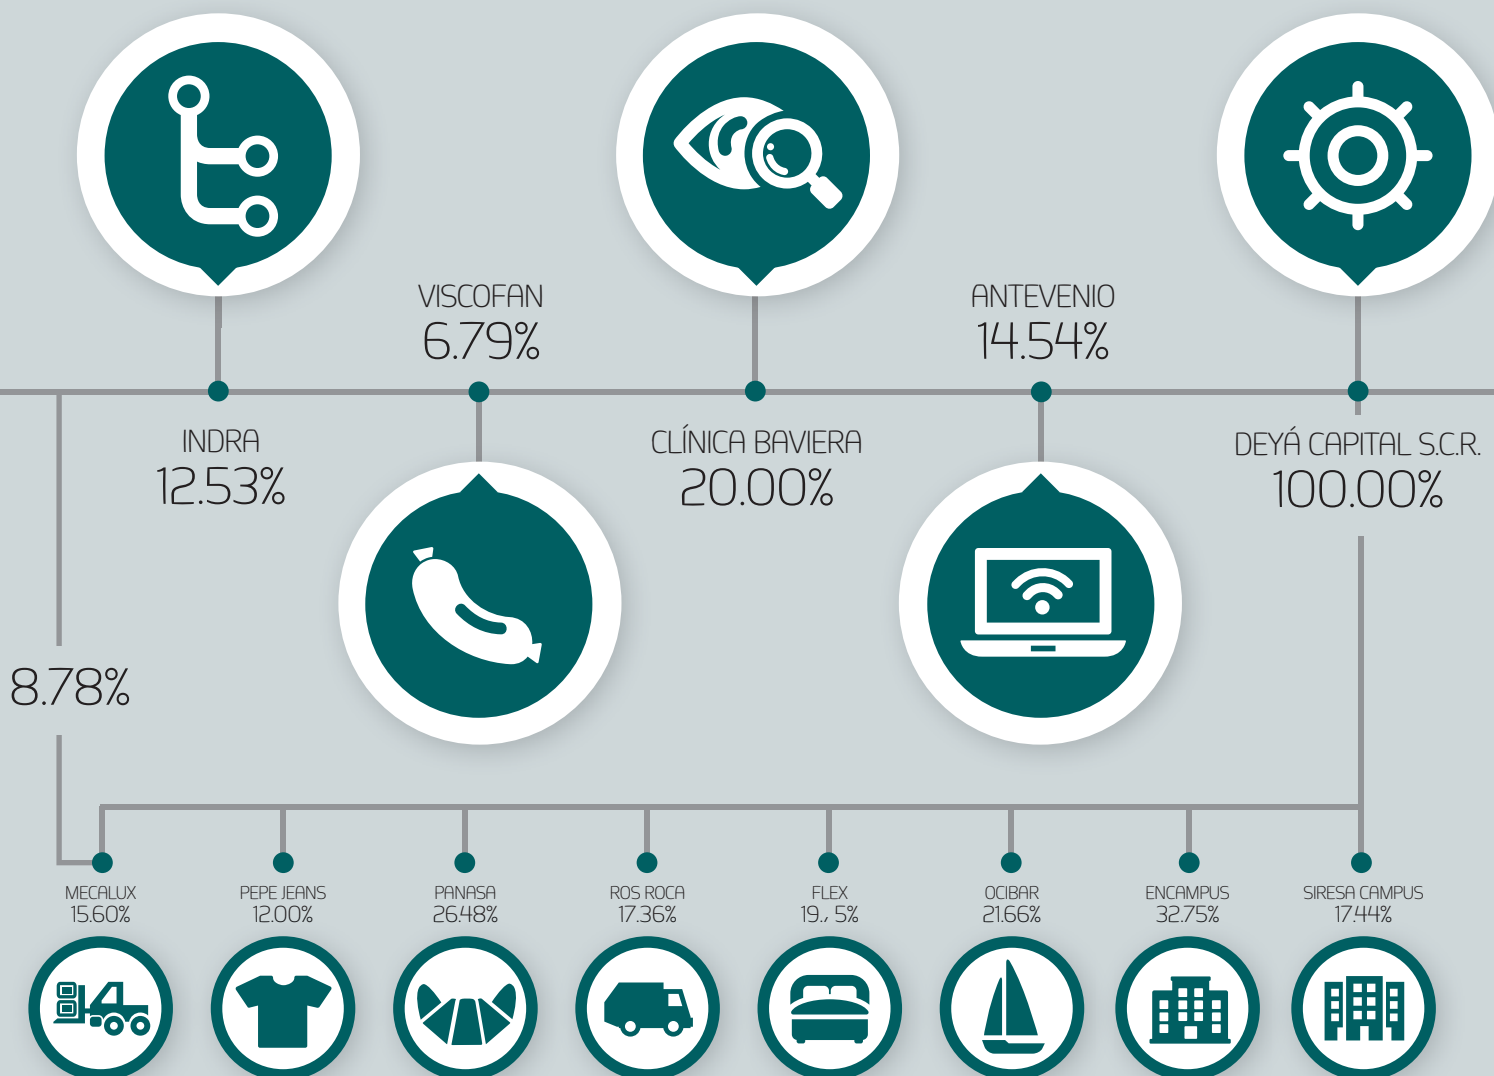 VISCOFAN
6.79%
ANTEVENIO
14.54%
INDRA
12.53%
CLÍNICA BAVIERA
20.00%
DEYÁ CAPITAL S.C.R.
100.00%
8.78%
MECALUX
15.60%
PEPE JEANS
12.00%
PANASA
26.48%
ROS ROCA
17.36%
FLEX
OCIBAR
21.66%
ENCAMPUS
32.75%
SIRESA CAMPUS
17.44%